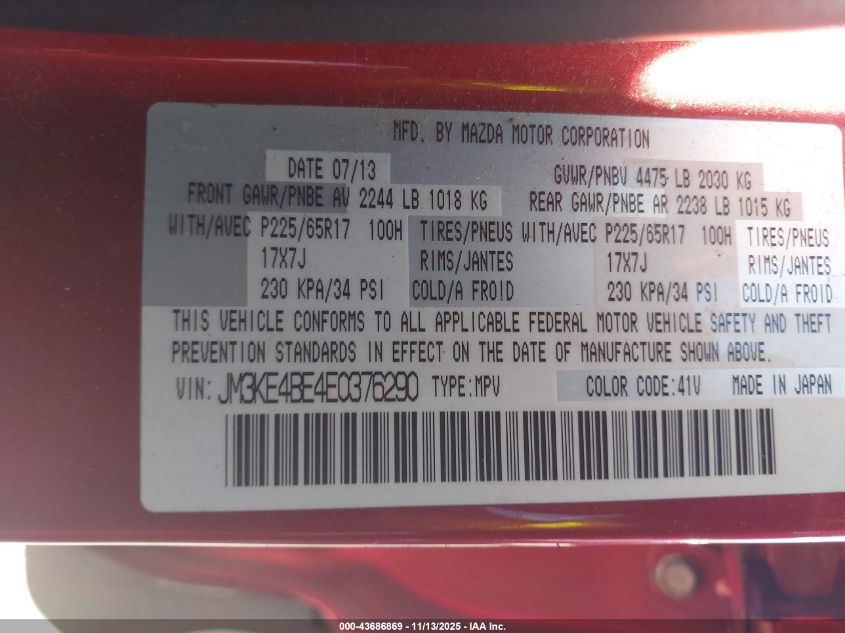 MFD. BY MAZDA MOTOR CORPORATION
DATE 07/13 GVWR/PNBV 4475 LB 2030 KG
FRONT GAWR/PNBE AV 2244 LB 1018 KG REAR GAWR/PNBE AR 2238 LB 1015 KG
WITH/AVEC P225/65R17 100H TIRES/PNEUS WITH/AVEC P225/65R17 100H TIRES/PNEUS
17X7J RIMS/JANTES 17X7J RIMS/JANTES
230 KPA/34 PSI COLD/A FROID 230 KPA/34 PSI COLD/A FROID
THIS VEHICLE CONFORMS TO ALL APPLICABLE FEDERAL MOTOR VEHICLE SAFETY AND THEFT
PREVENTION STANDARDS IN EFFECT ON THE DATE OF MANUFACTURE SHOWN ABOVE.
VIN: JM3KE4BE4E0376290 TYPE:MPV COLOR CODE:41V MADE IN JAPAN
000-43686869 - 11/13/2025 - IAA Inc.